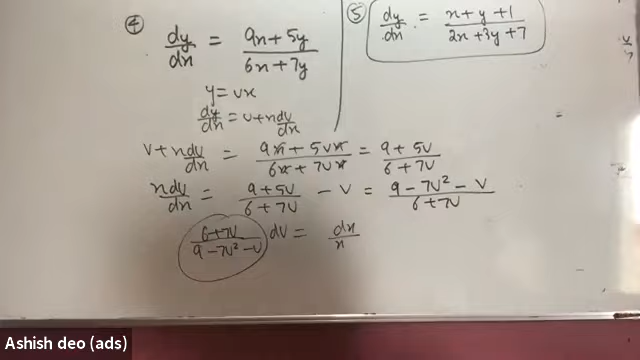 ④ dy/dx = (9x + 5y)/(6x + 7y)
y = vx
dy/dx = v + x dv/dx
v + x dv/dx = (9x + 5vx)/(6x + 7vx) = (9 + 5v)/(6 + 7v)
x dv/dx = (9 + 5v)/(6 + 7v) - v = (9 - 7v² - v)/(6 + 7v)
(6 + 7v)/(9 - 7v² - v) dv = dx/x
⑤ dy/dx = (x + y + 1)/(2x + 3y + 7)
Ashish deo (ads)